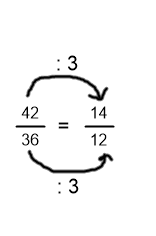 : 3
42/36 = 14/12
: 3